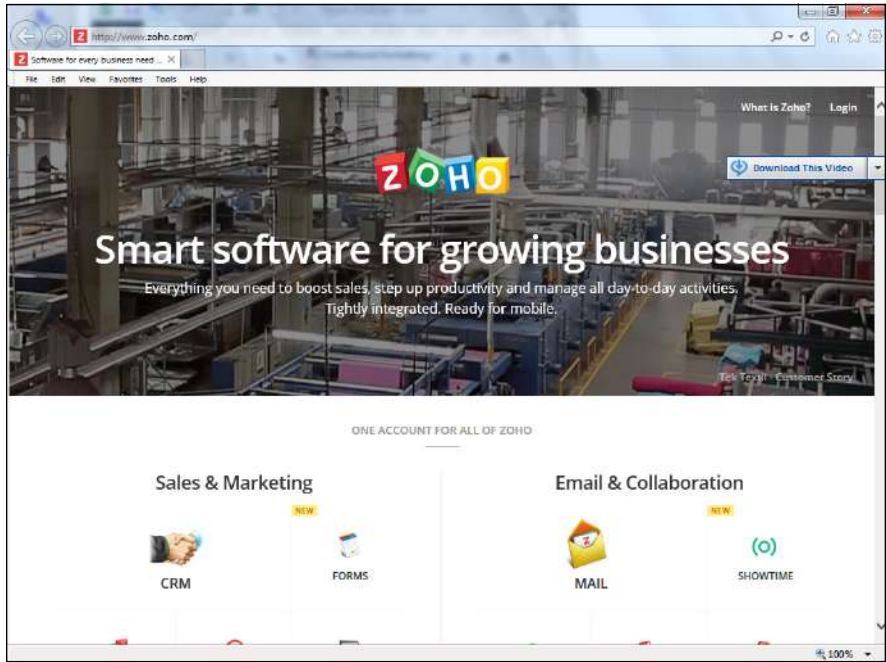 http://www.zoho.com/
Software for every business need ...
File Edit View Favorites Tools Help
What is Zoho? Login
Download This Video
ZOHO
Smart software for growing businesses
Everything you need to boost sales, step up productivity and manage all day-to-day activities.
Tightly integrated. Ready for mobile.
Tek Textil - Customer Story
ONE ACCOUNT FOR ALL OF ZOHO
Sales & Marketing
NEW
CRM
FORMS
Email & Collaboration
NEW
MAIL
SHOWTIME
100%